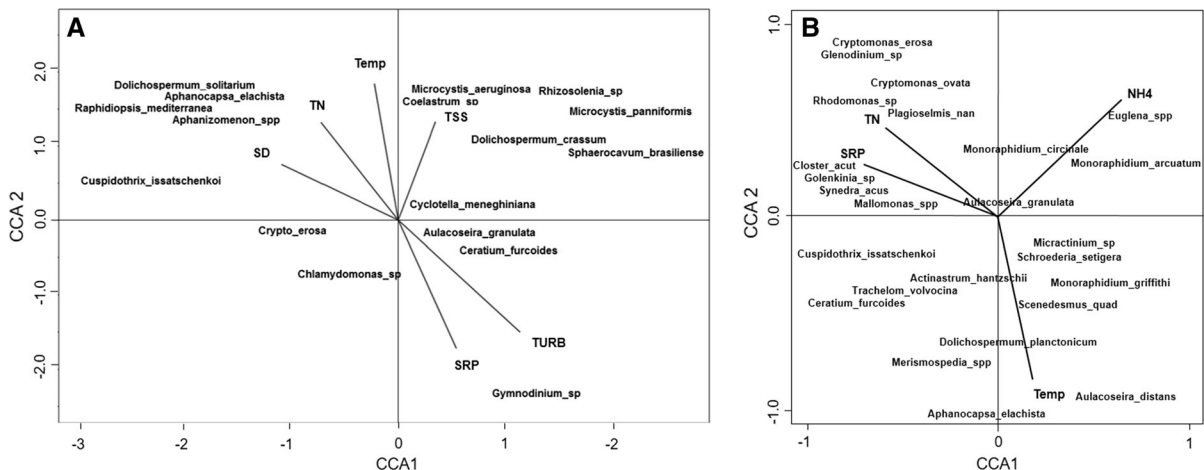 A
CCA 2
2.0
1.0
0.0
-1.0
-2.0
Temp
Dolichospermum_solitarium
Aphanocapsa_elachista
Raphidiopsis_mediterranea
Aphanizomenon_spp
TN
SD
Cuspidothrix_issatschenkoi
Microcystis_aeruginosa
Rhizosolenia_sp
Coelastrum_sp
TSS
Microcystis_panniformis
Dolichospermum_crassum
Sphaerocavum_brasiliense
Cyclotella_meneghiniana
Crypto_erosa
Aulacoseira_granulata
Ceratium_furcoides
Chlamydomonas_sp
TURB
SRP
Gymnodinium_sp
-3
-2
-1
0
1
-2
CCA1
B
CCA 2
1.0
0.0
-1.0
Cryptomonas_erosa
Glenodinium_sp
Cryptomonas_ovata
NH4
Rhodomonas_sp
Plagioselmis_nan
Euglena_spp
TN
SRP
Monoraphidium_circinale
Closter_acut
Monoraphidium_arcuatum
Golenkinia_sp
Synedra_acus
Mallomonas_spp
Aulacoseira_granulata
Micractinium_sp
Cuspidothrix_issatschenkoi
Schroederia_setigera
Actinastrum_hantzschii
Monoraphidium_griffithi
Trachelom_volvocina
Ceratium_furcoides
Scenedesmus_quad
Dolichospermum_planctonicum
Merismospedia_spp
Temp
Aulacoseira_distans
Aphanocapsa_elachista
-1
0
1
CCA1